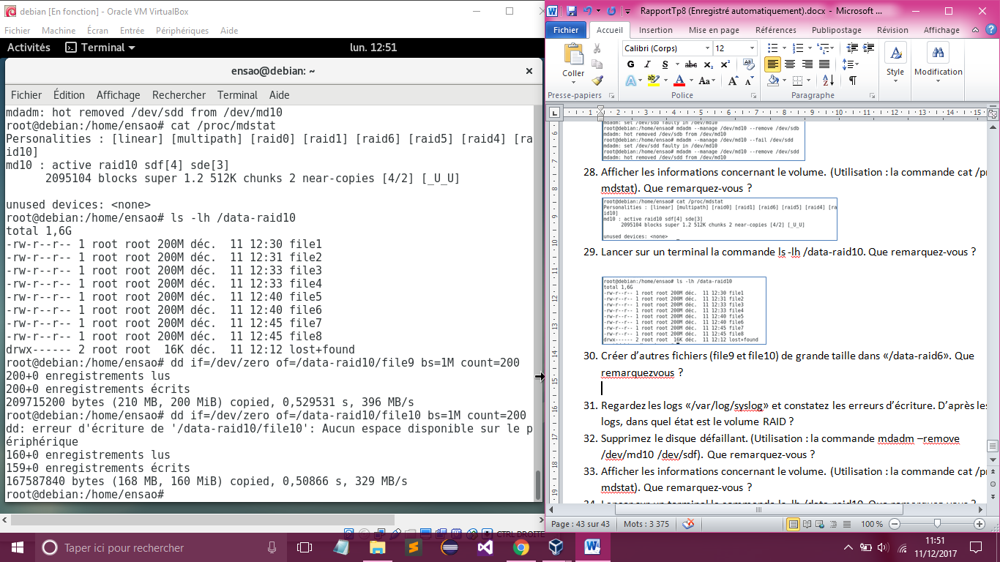 debian [En fonction] - Oracle VM VirtualBox
Fichier Machine Écran Entrée Périphériques Aide
Activités Terminal lun. 12:51
ensao@debian: ~
Fichier Édition Affichage Rechercher Terminal Aide
mdadm: hot removed /dev/sdd from /dev/md10
root@debian:/home/ensao# cat /proc/mdstat
Personalities : [linear] [multipath] [raid0] [raid1] [raid6] [raid5] [raid4] [ra
id10]
md10 : active raid10 sdf[4] sde[3]
2095104 blocks super 1.2 512K chunks 2 near-copies [4/2] [_U_U]
unused devices: <none>
root@debian:/home/ensao# ls -lh /data-raid10
total 1,6G
-rw-r--r-- 1 root root 200M déc. 11 12:30 file1
-rw-r--r-- 1 root root 200M déc. 11 12:31 file2
-rw-r--r-- 1 root root 200M déc. 11 12:33 file3
-rw-r--r-- 1 root root 200M déc. 11 12:33 file4
-rw-r--r-- 1 root root 200M déc. 11 12:40 file5
-rw-r--r-- 1 root root 200M déc. 11 12:40 file6
-rw-r--r-- 1 root root 200M déc. 11 12:45 file7
-rw-r--r-- 1 root root 200M déc. 11 12:45 file8
drwx------ 2 root root 16K déc. 11 12:12 lost+found
root@debian:/home/ensao# dd if=/dev/zero of=/data-raid10/file9 bs=1M count=200
200+0 enregistrements lus
200+0 enregistrements écrits
209715200 bytes (210 MB, 200 MiB) copied, 0,529531 s, 396 MB/s
root@debian:/home/ensao# dd if=/dev/zero of=/data-raid10/file10 bs=1M count=200
dd: erreur d'écriture de '/data-raid10/file10': Aucun espace disponible sur le p
ériphérique
160+0 enregistrements lus
159+0 enregistrements écrits
167587840 bytes (168 MB, 160 MiB) copied, 0,50866 s, 329 MB/s
root@debian:/home/ensao#
CTRL DROITE
RapportTp8 (Enregistré automatiquement).docx - Microsoft ...
Fichier Accueil Insertion Mise en page Références Publipostage Révision Affichage
Coller
Calibri (Corps) 12
G I S abc x₂ x²
Style
Modification
Presse-papiers Police Paragraphe
1 2 3 4 5 6 7 8 9 10 11 12 13 14 15
mdadm: set /dev/sdb faulty in /dev/md10
root@debian:/home/ensao# mdadm --manage /dev/md10 --remove /dev/sdb
mdadm: hot removed /dev/sdb from /dev/md10
root@debian:/home/ensao# mdadm --manage /dev/md10 --fail /dev/sdd
mdadm: set /dev/sdd faulty in /dev/md10
root@debian:/home/ensao# mdadm --manage /dev/md10 --remove /dev/sdd
mdadm: hot removed /dev/sdd from /dev/md10
28. Afficher les informations concernant le volume. (Utilisation : la commande cat /pr
mdstat). Que remarquez-vous ?
root@debian:/home/ensao# cat /proc/mdstat
Personalities : [linear] [multipath] [raid0] [raid1] [raid6] [raid5] [raid4] [ra
id10]
md10 : active raid10 sdf[4] sde[3]
2095104 blocks super 1.2 512K chunks 2 near-copies [4/2] [_U_U]
unused devices: <none>
29. Lancer sur un terminal la commande ls -lh /data-raid10. Que remarquez-vous ?
root@debian:/home/ensao# ls -lh /data-raid10
total 1,6G
-rw-r--r-- 1 root root 200M déc. 11 12:30 file1
-rw-r--r-- 1 root root 200M déc. 11 12:31 file2
-rw-r--r-- 1 root root 200M déc. 11 12:33 file3
-rw-r--r-- 1 root root 200M déc. 11 12:33 file4
-rw-r--r-- 1 root root 200M déc. 11 12:40 file5
-rw-r--r-- 1 root root 200M déc. 11 12:40 file6
-rw-r--r-- 1 root root 200M déc. 11 12:45 file7
-rw-r--r-- 1 root root 200M déc. 11 12:45 file8
drwx------ 2 root root 16K déc. 11 12:12 lost+found
30. Créer d'autres fichiers (file9 et file10) de grande taille dans «/data-raid6». Que
remarquezvous ?
31. Regardez les logs «/var/log/syslog» et constatez les erreurs d'écriture. D'après les
logs, dans quel état est le volume RAID ?
32. Supprimez le disque défaillant. (Utilisation : la commande mdadm –remove
/dev/md10 /dev/sdf). Que remarquez-vous ?
33. Afficher les informations concernant le volume. (Utilisation : la commande cat /pr
mdstat). Que remarquez-vous ?
34. Lancer sur un terminal la commande ls -lh /data-raid10. Que remarquez-vous ?
Page : 43 sur 43 Mots : 3 375 100 %
Taper ici pour rechercher
11:51
11/12/2017